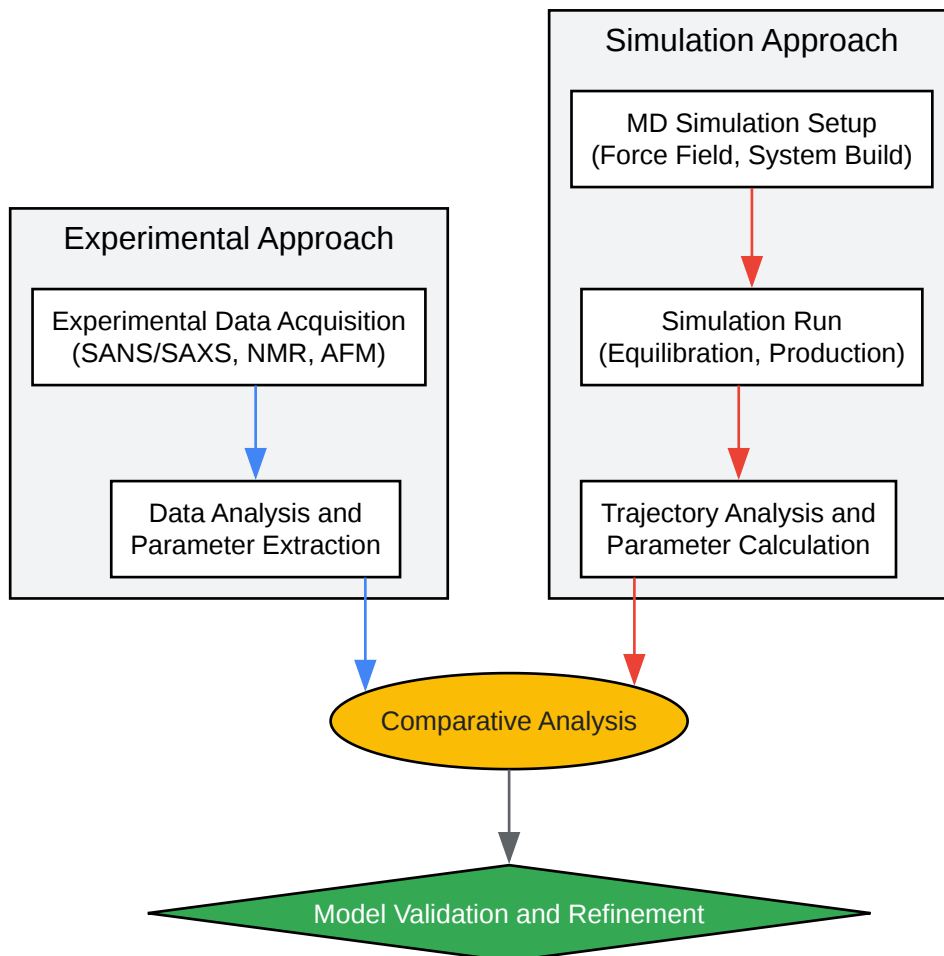 Simulation Approach
MD Simulation Setup
(Force Field, System Build)
Experimental Approach
Experimental Data Acquisition
(SANS/SAXS, NMR, AFM)
Simulation Run
(Equilibration, Production)
Data Analysis and
Parameter Extraction
Trajectory Analysis and
Parameter Calculation
Comparative Analysis
Model Validation and Refinement